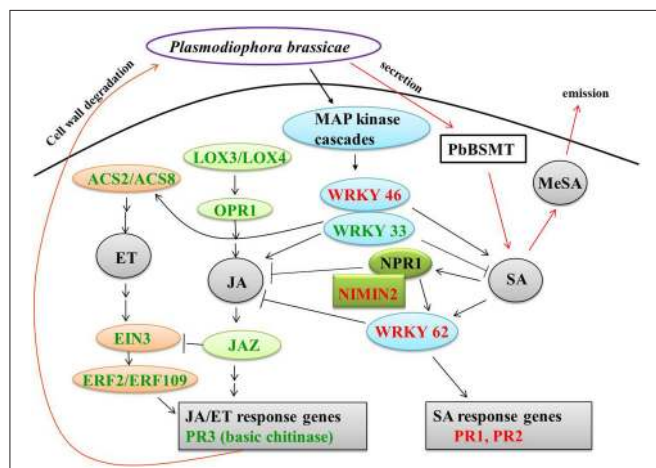 Plasmodiophora brassicae
Cell wall degradation
secretion
emission
MAP kinase
cascades
PbBSMT
LOX3/LOX4
ACS2/ACS8
MeSA
WRKY 46
OPR1
WRKY 33
ET
JA
NPR1
SA
NIMIN2
EIN3
JAZ
WRKY 62
ERF2/ERF109
JA/ET response genes
PR3 (basic chitinase)
SA response genes
PR1, PR2